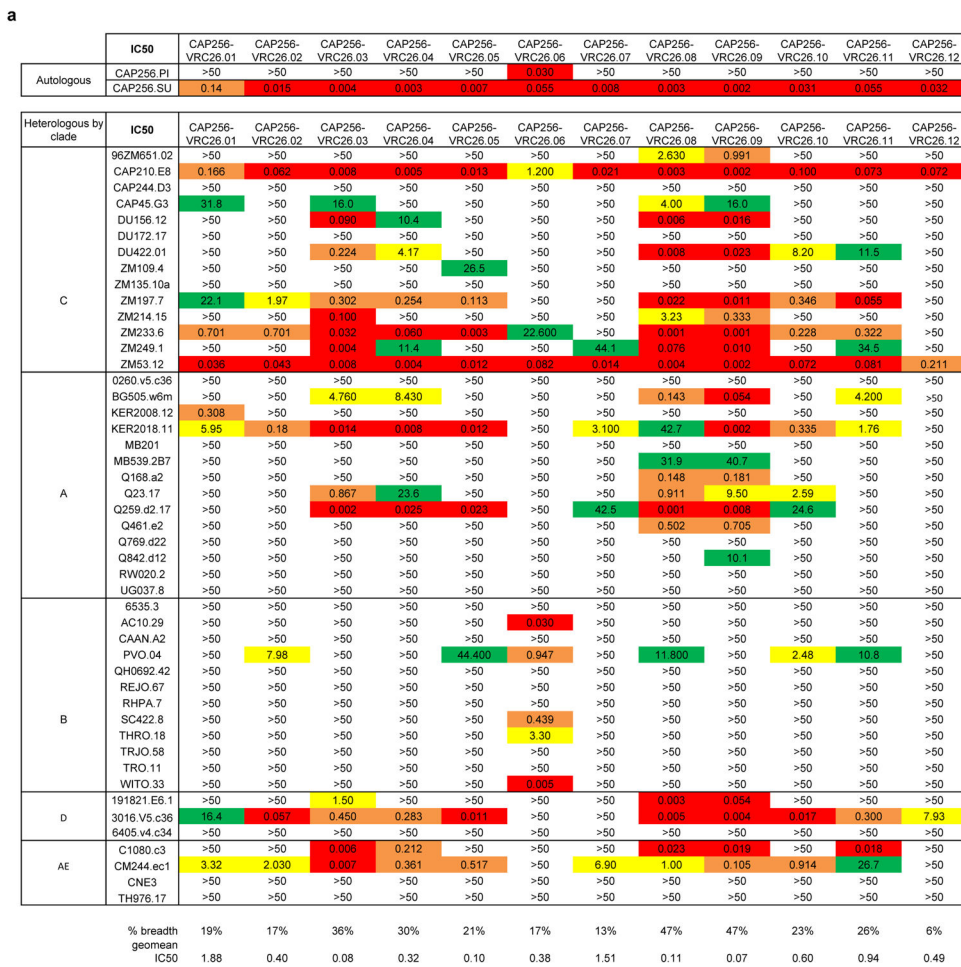 a
IC50 CAP256-VRC26.01 CAP256-VRC26.02 CAP256-VRC26.03 CAP256-VRC26.04 CAP256-VRC26.05 CAP256-VRC26.06 CAP256-VRC26.07 CAP256-VRC26.08 CAP256-VRC26.09 CAP256-VRC26.10 CAP256-VRC26.11 CAP256-VRC26.12
Autologous
CAP256.PI >50 >50 >50 >50 >50 0.030 >50 >50 >50 >50 >50 >50
CAP256.SU 0.14 0.015 0.004 0.003 0.007 0.055 0.008 0.003 0.002 0.031 0.055 0.032
Heterologous by clade IC50 CAP256-VRC26.01 CAP256-VRC26.02 CAP256-VRC26.03 CAP256-VRC26.04 CAP256-VRC26.05 CAP256-VRC26.06 CAP256-VRC26.07 CAP256-VRC26.08 CAP256-VRC26.09 CAP256-VRC26.10 CAP256-VRC26.11 CAP256-VRC26.12
C
96ZM651.02 >50 >50 >50 >50 >50 >50 >50 2.630 0.991 >50 >50 >50
CAP210.E8 0.166 0.052 0.008 0.005 0.013 1.200 0.021 0.003 0.002 0.100 0.073 0.072
CAP244.D3 >50 >50 >50 >50 >50 >50 >50 >50 >50 >50 >50 >50
CAP45.G3 31.8 >50 16.0 >50 >50 >50 >50 4.00 16.0 >50 >50 >50
DU156.12 >50 >50 0.090 10.4 >50 >50 >50 0.006 0.016 >50 >50 >50
DU172.17 >50 >50 >50 >50 >50 >50 >50 >50 >50 >50 >50 >50
DU422.01 >50 >50 0.224 4.17 >50 >50 >50 0.008 0.023 8.20 11.5 >50
ZM109.4 >50 >50 >50 >50 26.5 >50 >50 >50 >50 >50 >50 >50
ZM135.10a >50 >50 >50 >50 >50 >50 >50 >50 >50 >50 >50 >50
ZM197.7 22.1 1.97 0.302 0.254 0.113 >50 >50 0.022 0.011 0.346 0.055 >50
ZM214.15 >50 >50 0.100 >50 >50 >50 >50 3.23 0.333 >50 >50 >50
ZM233.6 0.701 0.701 0.032 0.060 0.003 22.600 >50 0.001 0.001 0.228 0.322 >50
ZM249.1 >50 >50 0.004 11.4 >50 >50 44.1 0.076 0.010 >50 34.5 >50
ZM53.12 0.036 0.043 0.008 0.004 0.012 0.082 0.014 0.004 0.002 0.072 0.081 0.211
A
0260.v5.c36 >50 >50 >50 >50 >50 >50 >50 >50 >50 >50 >50 >50
BG505.w6m >50 >50 4.760 8.430 >50 >50 >50 0.143 0.054 >50 4.200 >50
KER2008.12 0.308 >50 >50 >50 >50 >50 >50 >50 >50 >50 >50 >50
KER2018.11 5.95 0.18 0.014 0.008 0.012 >50 3.100 42.7 0.002 0.335 1.76 >50
MB201 >50 >50 >50 >50 >50 >50 >50 >50 >50 >50 >50 >50
MB539.2B7 >50 >50 >50 >50 >50 >50 >50 31.9 40.7 >50 >50 >50
Q168.a2 >50 >50 >50 >50 >50 >50 >50 0.148 0.181 >50 >50 >50
Q23.17 >50 >50 0.867 23.6 >50 >50 >50 0.911 9.50 2.59 >50 >50
Q259.d2.17 >50 >50 0.002 0.025 0.023 >50 42.5 0.001 0.008 24.6 >50 >50
Q461.e2 >50 >50 >50 >50 >50 >50 >50 0.502 0.705 >50 >50 >50
Q769.d22 >50 >50 >50 >50 >50 >50 >50 >50 >50 >50 >50 >50
Q842.d12 >50 >50 >50 >50 >50 >50 >50 >50 10.1 >50 >50 >50
RW020.2 >50 >50 >50 >50 >50 >50 >50 >50 >50 >50 >50 >50
UG037.8 >50 >50 >50 >50 >50 >50 >50 >50 >50 >50 >50 >50
B
6535.3 >50 >50 >50 >50 >50 >50 >50 >50 >50 >50 >50 >50
AC10.29 >50 >50 >50 >50 >50 0.030 >50 >50 >50 >50 >50 >50
CAAN.A2 >50 >50 >50 >50 >50 >50 >50 >50 >50 >50 >50 >50
PVO.04 >50 7.98 >50 >50 44.400 0.947 >50 11.800 >50 2.48 10.8 >50
QH0692.42 >50 >50 >50 >50 >50 >50 >50 >50 >50 >50 >50 >50
REJO.67 >50 >50 >50 >50 >50 >50 >50 >50 >50 >50 >50 >50
RHPA.7 >50 >50 >50 >50 >50 >50 >50 >50 >50 >50 >50 >50
SC422.8 >50 >50 >50 >50 >50 0.439 >50 >50 >50 >50 >50 >50
THRO.18 >50 >50 >50 >50 >50 3.30 >50 >50 >50 >50 >50 >50
TRJO.58 >50 >50 >50 >50 >50 >50 >50 >50 >50 >50 >50 >50
TRO.11 >50 >50 >50 >50 >50 >50 >50 >50 >50 >50 >50 >50
WITO.33 >50 >50 >50 >50 >50 0.005 >50 >50 >50 >50 >50 >50
D
191821.E6.1 >50 >50 1.50 >50 >50 >50 >50 0.003 0.054 >50 >50 >50
3016.V5.c36 16.4 0.057 0.450 0.283 0.011 >50 >50 0.005 0.004 0.017 0.300 7.93
6405.v4.c34 >50 >50 >50 >50 >50 >50 >50 >50 >50 >50 >50 >50
AE
C1080.c3 >50 >50 0.006 0.212 >50 >50 >50 0.023 0.019 >50 0.018 >50
CM244.ec1 3.32 2.030 0.007 0.361 0.517 >50 6.90 1.00 0.105 0.914 26.7 >50
CNE3 >50 >50 >50 >50 >50 >50 >50 >50 >50 >50 >50 >50
TH976.17 >50 >50 >50 >50 >50 >50 >50 >50 >50 >50 >50 >50
% breadth 19% 17% 36% 30% 21% 17% 13% 47% 47% 23% 26% 6%
geomean
IC50 1.88 0.40 0.08 0.32 0.10 0.38 1.51 0.11 0.07 0.60 0.94 0.49